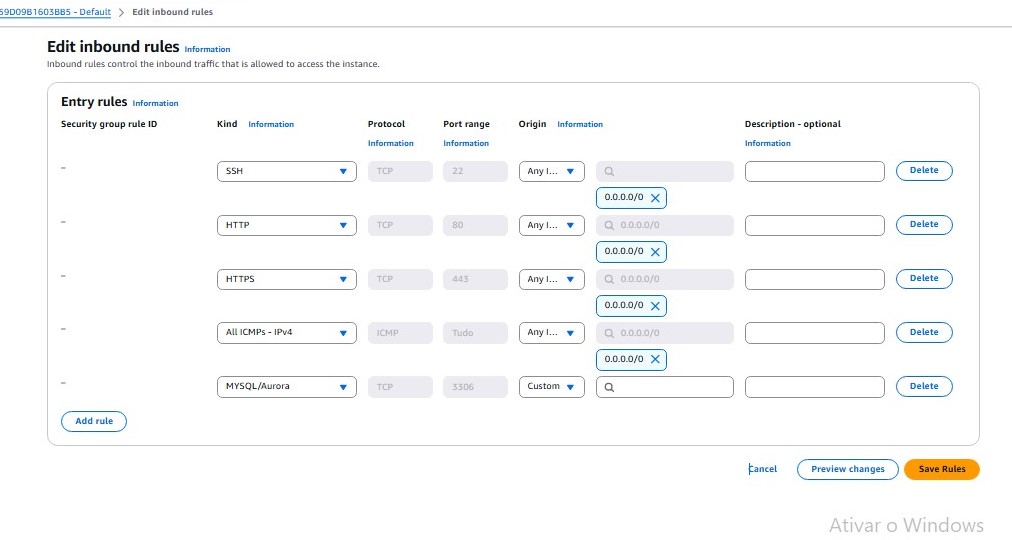 59D09B1603BB5 - Default > Edit inbound rules
Edit inbound rules Information
Inbound rules control the inbound traffic that is allowed to access the instance.
Entry rules Information
Security group rule ID Kind Information Protocol Information Port range Information Origin Information Description - optional Information
- SSH TCP 22 Any I... Delete
0.0.0.0/0
- HTTP TCP 80 Any I... 0.0.0.0/0 Delete
0.0.0.0/0
- HTTPS TCP 443 Any I... 0.0.0.0/0 Delete
0.0.0.0/0
- All ICMPs - IPv4 ICMP Tudo Any I... 0.0.0.0/0 Delete
0.0.0.0/0
- MYSQL/Aurora TCP 3306 Custom Delete
Add rule
Cancel Preview changes Save Rules
Ativar o Windows